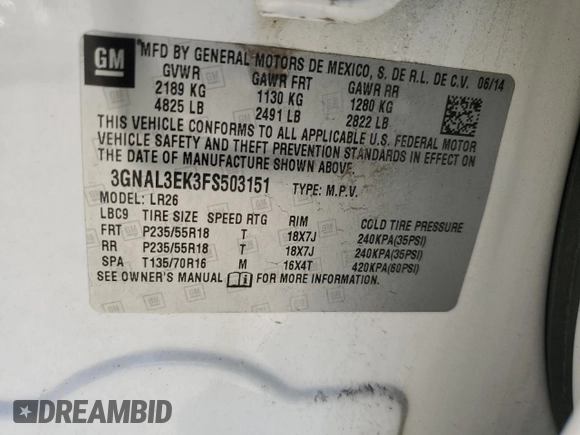 GM
MFD BY GENERAL MOTORS DE MEXICO, S. DE R.L. DE C.V. 06/14
GVWR GAWR FRT GAWR RR
2189 KG 1130 KG 1280 KG
4825 LB 2491 LB 2822 LB
THIS VEHICLE CONFORMS TO ALL APPLICABLE U.S. FEDERAL MOTOR
VEHICLE SAFETY AND THEFT PREVENTION STANDARDS IN EFFECT ON
THE DATE OF MANUFACTURE SHOWN ABOVE
3GNAL3EK3FS503151 TYPE: M.P.V.
MODEL: LR26
LBC9 TIRE SIZE SPEED RTG RIM COLD TIRE PRESSURE
FRT P235/55R18 T 18X7J 240KPA(35PSI)
RR P235/55R18 T 18X7J 240KPA(35PSI)
SPA T135/70R16 M 16X4T 420KPA(60PSI)
SEE OWNER'S MANUAL FOR MORE INFORMATION
DREAMBID